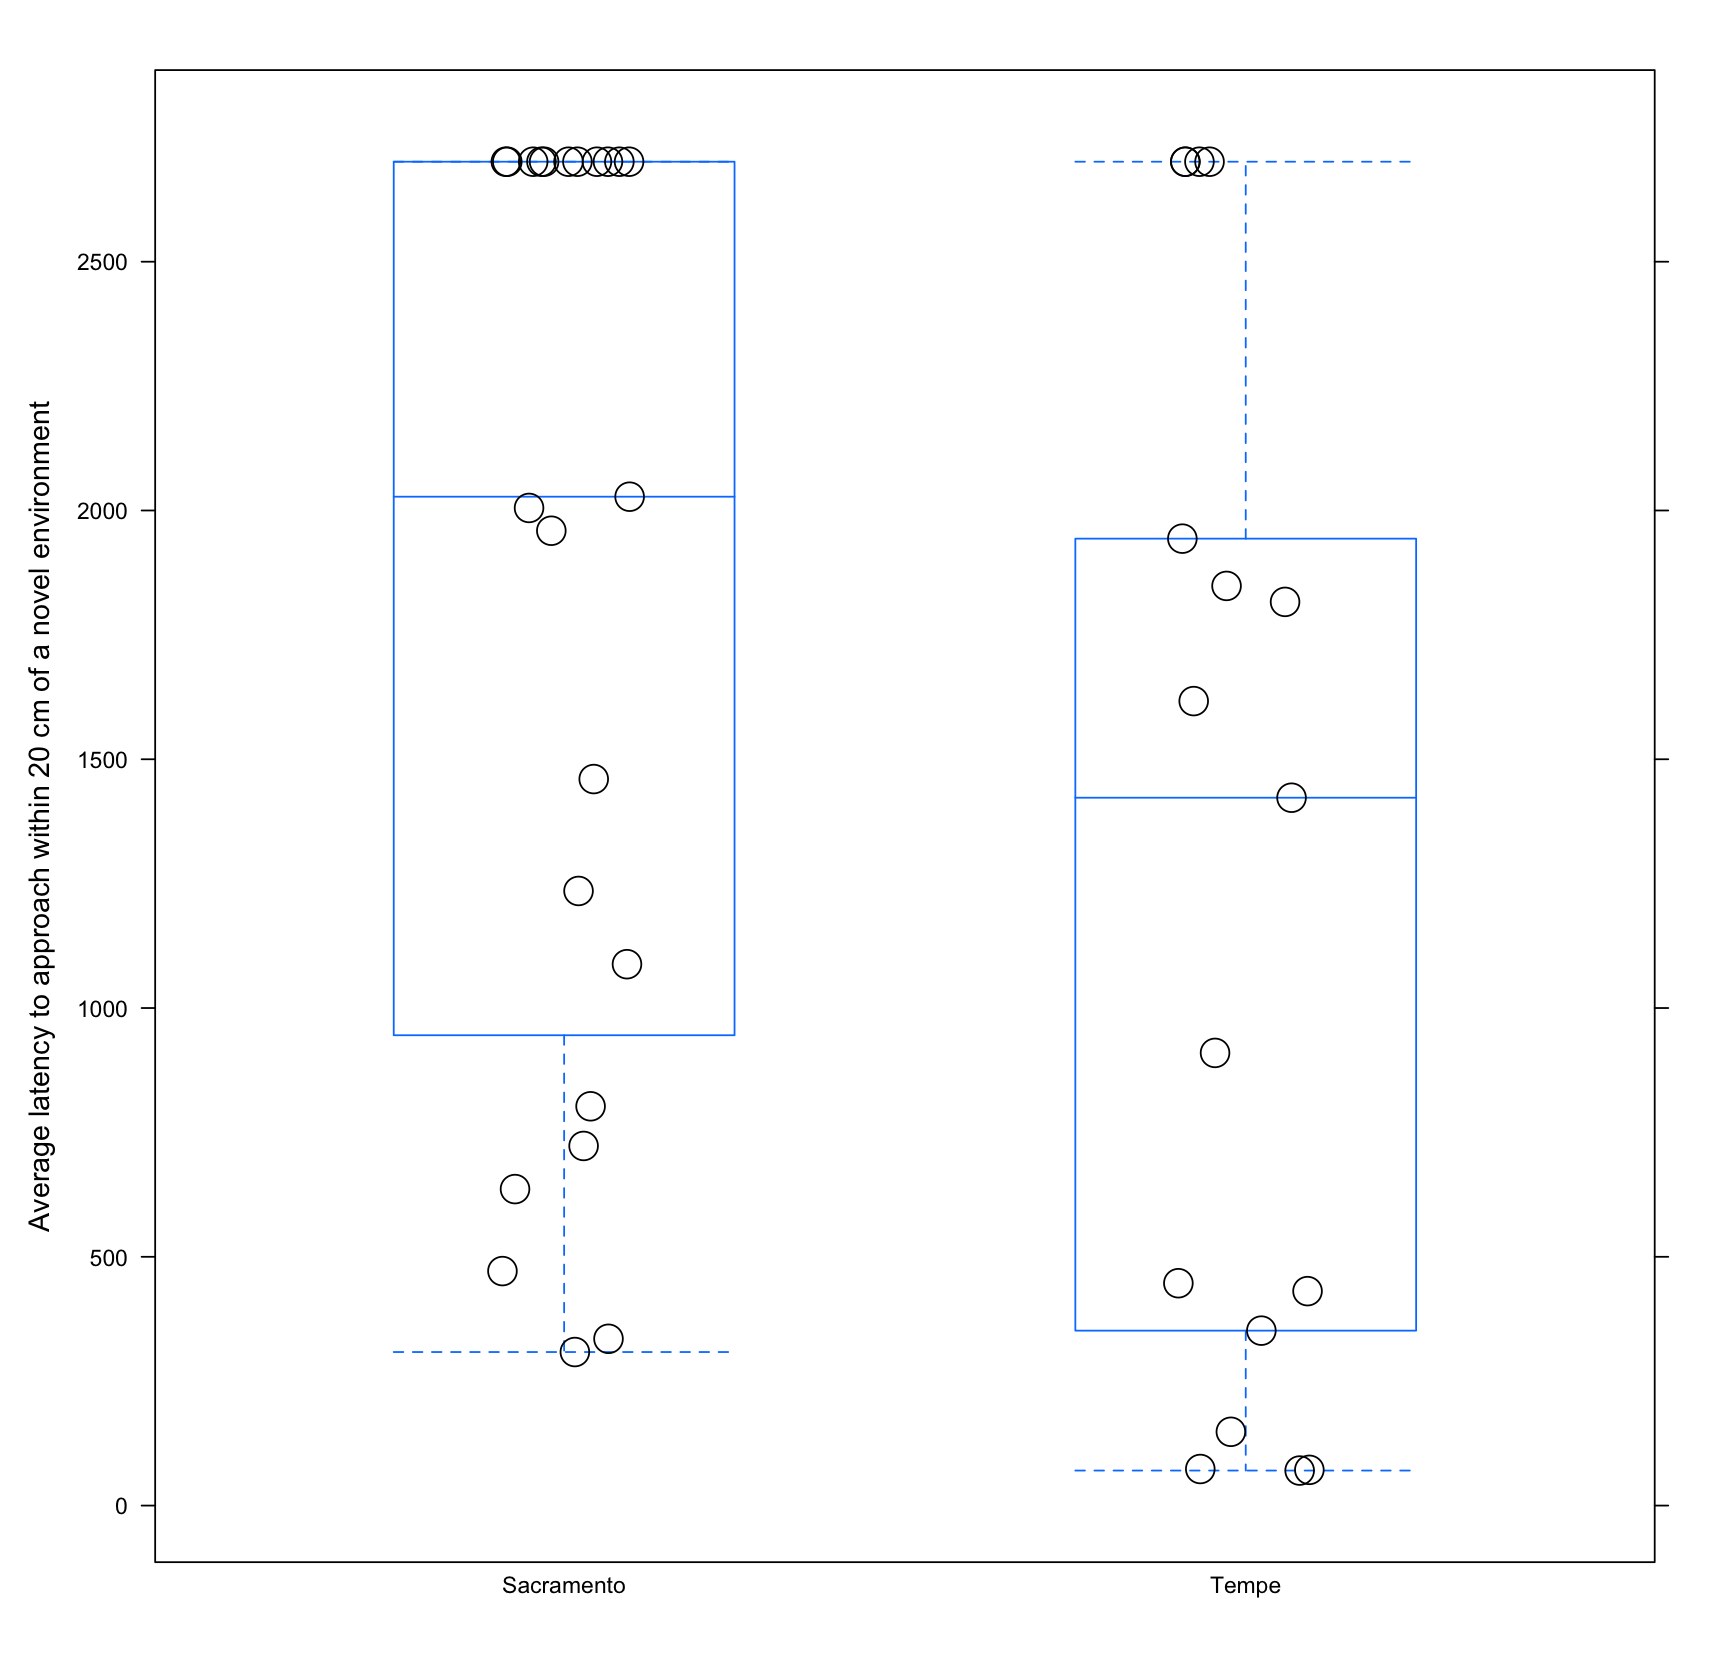 Average latency to approach within 20 cm of a novel environment
2500
2000
1500
1000
500
0
Sacramento
Tempe